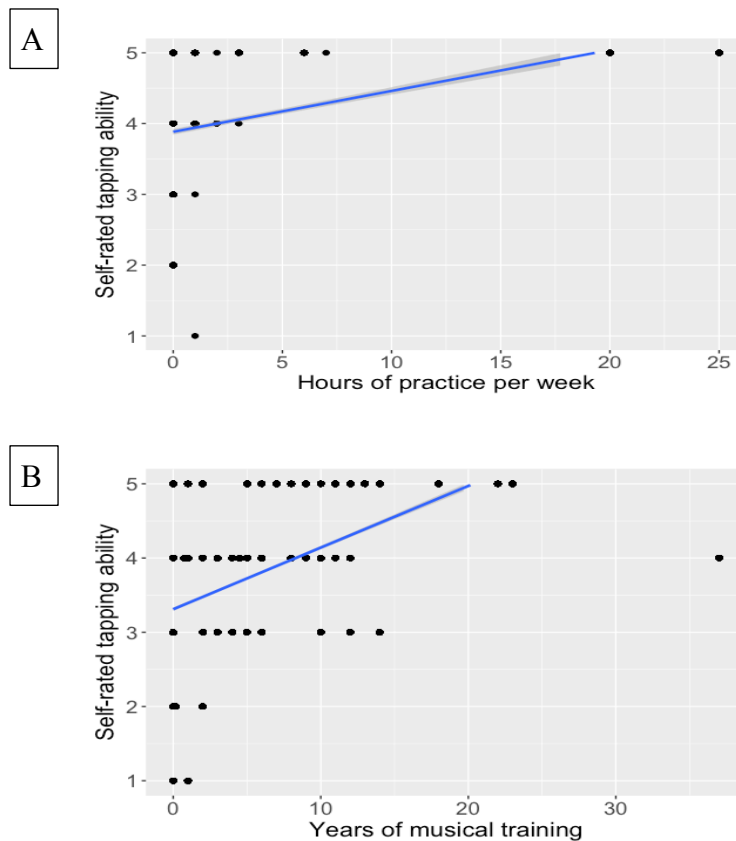 A
Self-rated tapping ability
5
4
3
2
1
0 5 10 15 20 25
Hours of practice per week
B
Self-rated tapping ability
5
4
3
2
1
0 10 20 30
Years of musical training